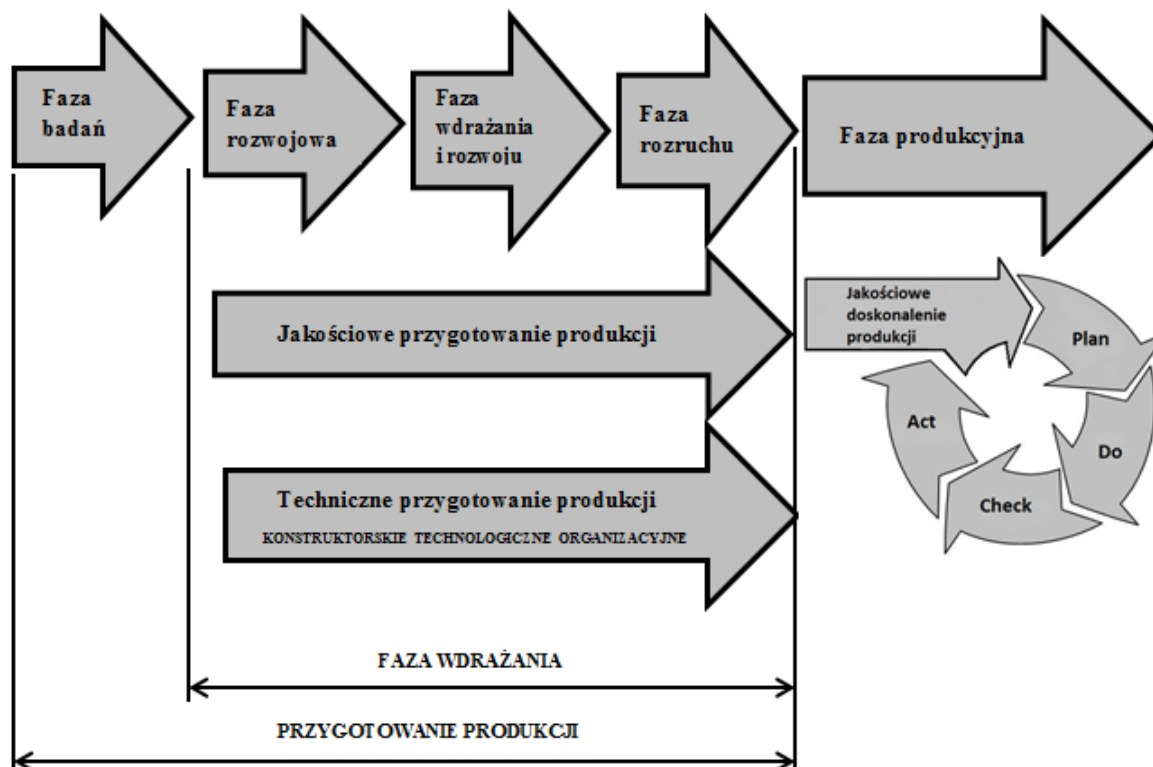 Faza
badań
Faza
rozwojowa
Faza
wdrażania
i rozwoju
Faza
rozruchu
Faza produkcyjna
Jakościowe przygotowanie produkcji
Jakościowe
doskonalenie
produkcji
Plan
Do
Check
Act
Techniczne przygotowanie produkcji
KONSTRUKTORSKIE TECHNOLOGICZNE ORGANIZACYJNE
FAZA WDRAŻANIA
PRZYGOTOWANIE PRODUKCJI